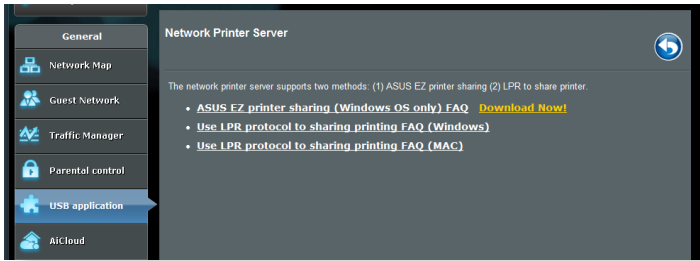 General
Network Map
Guest Network
Traffic Manager
Parental control
USB application
AiCloud
Network Printer Server
The network printer server supports two methods: (1) ASUS EZ printer sharing (2) LPR to share printer.
ASUS EZ printer sharing (Windows OS only) FAQ Download Now!
Use LPR protocol to sharing printing FAQ (Windows)
Use LPR protocol to sharing printing FAQ (MAC)